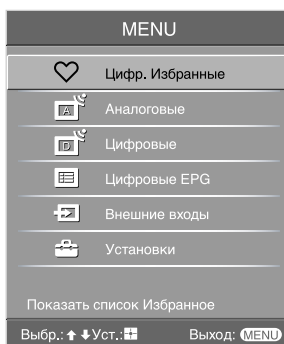 MENU
Цифр. Избранные
A Аналоговые
D Цифровые
Цифровые EPG
Внешние входы
Установки
Показать список Избранное
Выбр.: Уст.: Выход: MENU